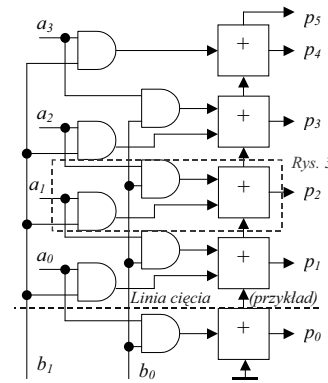 a3
p5
+
p4
+
p3
a2
Rys. 3
a1
+
p2
+
p1
a0
Linia cięcia (przykład)
+
p0
b1
b0